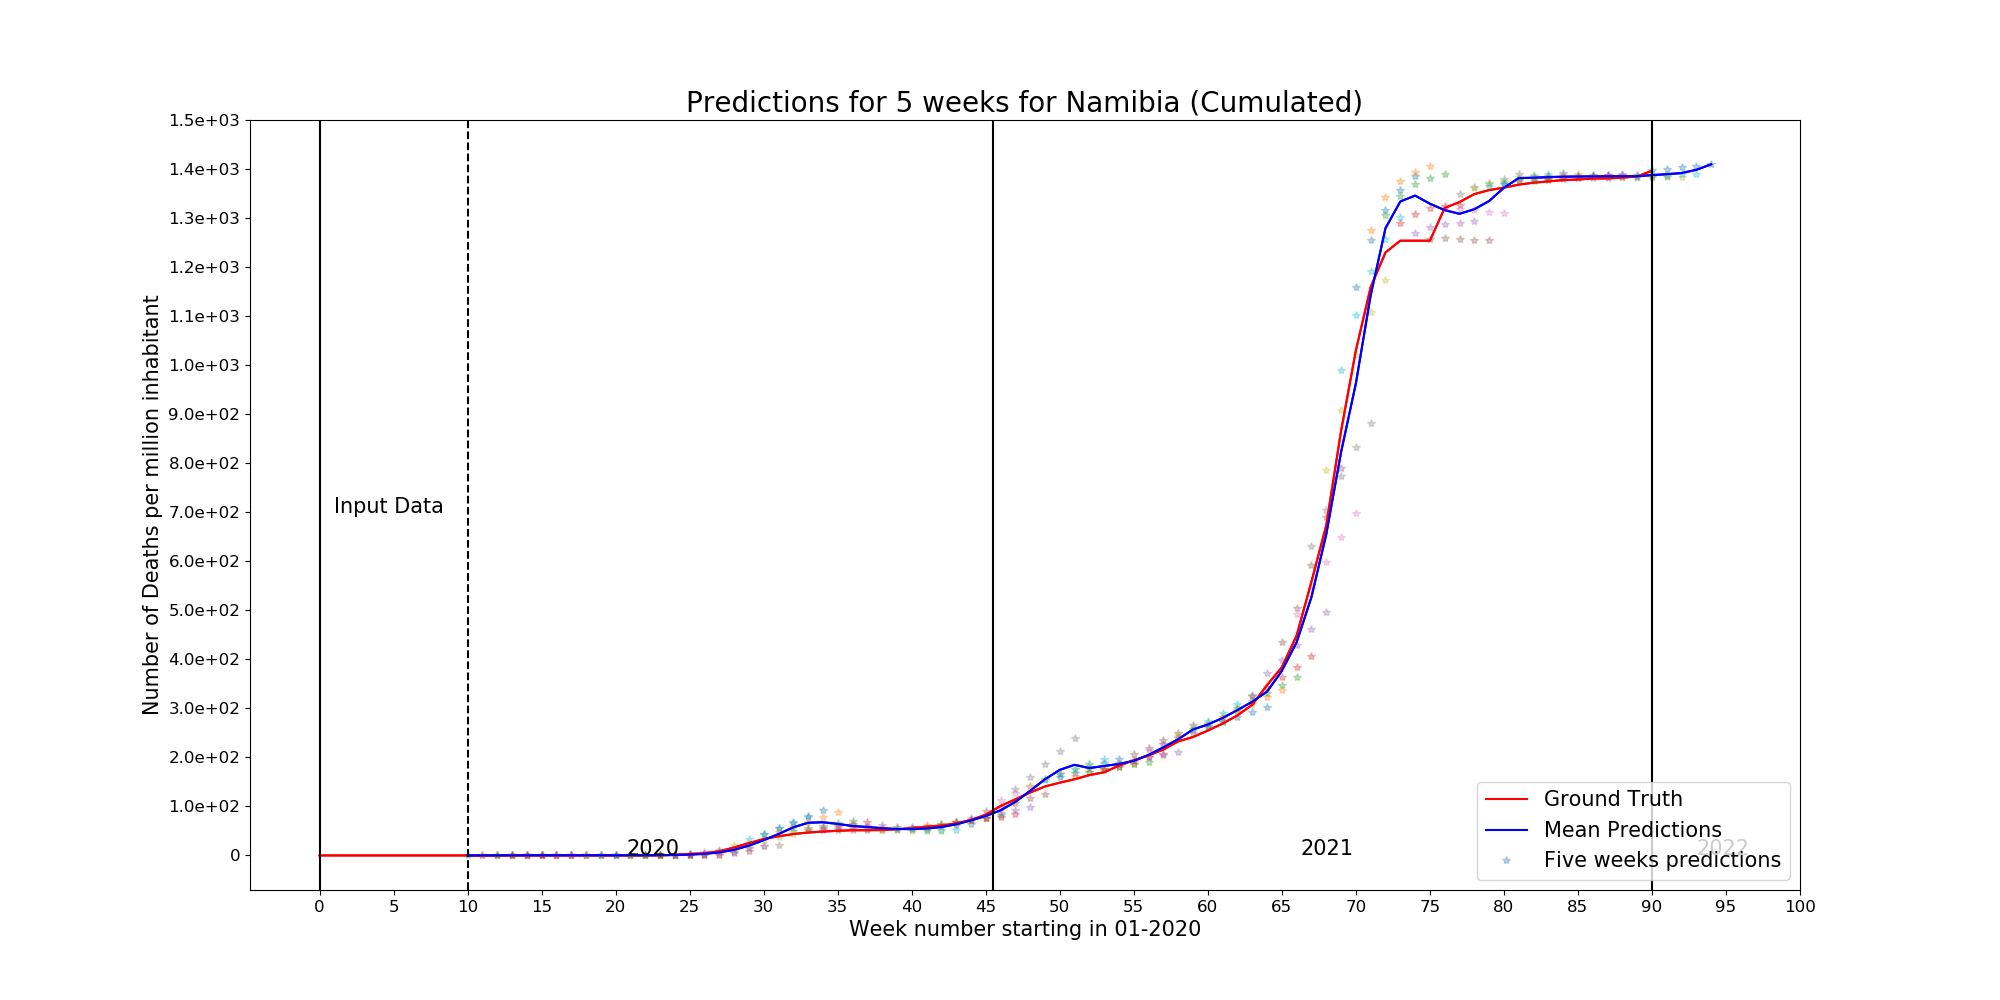 Predictions for 5 weeks for Namibia (Cumulated)
1.5e+03
1.4e+03
1.3e+03
1.2e+03
1.1e+03
1.0e+03
9.0e+02
8.0e+02
7.0e+02
6.0e+02
5.0e+02
4.0e+02
3.0e+02
2.0e+02
1.0e+02
0
Number of Deaths per million inhabitant
Input Data
2020
2021
2022
Ground Truth
Mean Predictions
Five weeks predictions
0 5 10 15 20 25 30 35 40 45 50 55 60 65 70 75 80 85 90 95 100
Week number starting in 01-2020